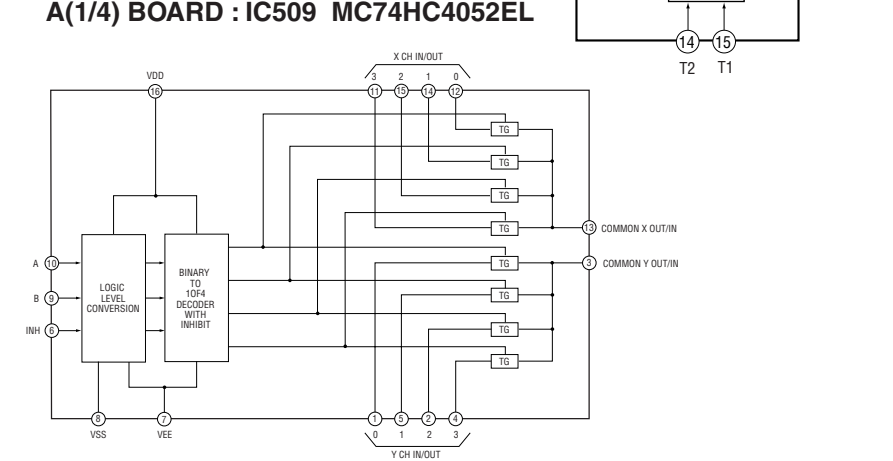 A(1/4) BOARD : IC509 MC74HC4052EL
14 15
T2 T1
X CH IN/OUT
VDD
3 2 1 0
16
11 15 14 12
TG
TG
TG
TG
13 COMMON X OUT/IN
TG
3 COMMON Y OUT/IN
TG
TG
TG
A 10
B 9
INH 6
LOGIC
LEVEL
CONVERSION
BINARY
TO
1OF4
DECODER
WITH
INHIBIT
8 7
VSS VEE
1 5 2 4
0 1 2 3
Y CH IN/OUT